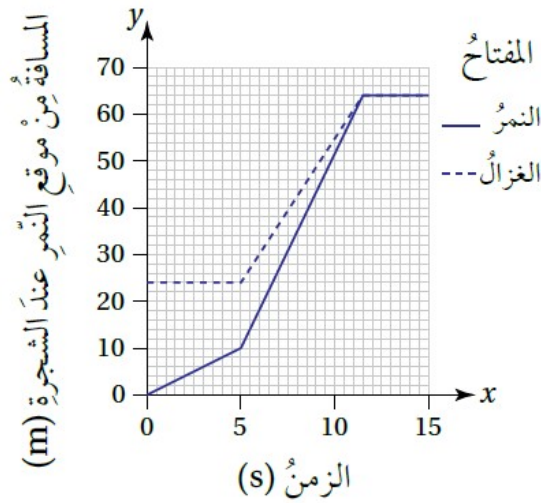 y
المسافةُ مِنْ موقعِ النّمرِ عندَ الشجرةِ (m)
70
60
50
40
30
20
10
0
0 5 10 15
x
الزمنُ (s)
المفتاحُ
النمرُ
الغزالُ